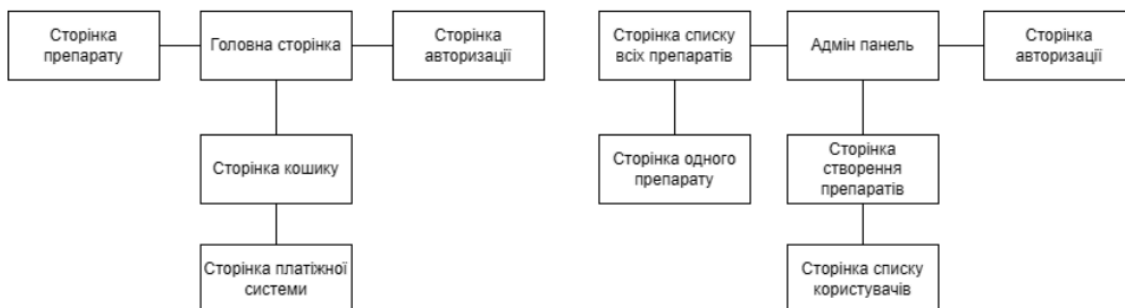 Сторінка
препарату
Головна сторінка
Сторінка
авторизації
Сторінка списку
всіх препаратів
Адмін панель
Сторінка
авторизації
Сторінка кошику
Сторінка одного
препарату
Сторінка
створення
препаратів
Сторінка платіжної
системи
Сторінка списку
користувачів